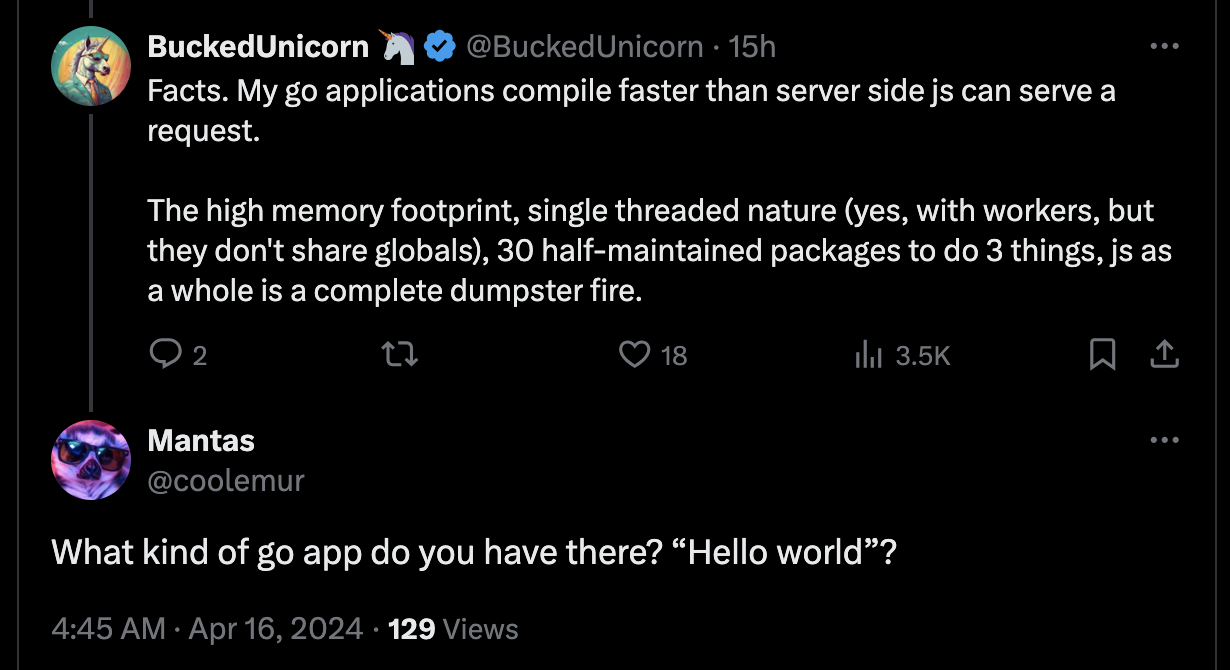 BuckedUnicorn 🦄 @BuckedUnicorn · 15h
Facts. My go applications compile faster than server side js can serve a
request.
The high memory footprint, single threaded nature (yes, with workers, but
they don't share globals), 30 half-maintained packages to do 3 things, js as
a whole is a complete dumpster fire.
2 18 3.5K
Mantas
@coolemur
What kind of go app do you have there? “Hello world”?
4:45 AM · Apr 16, 2024 · 129 Views